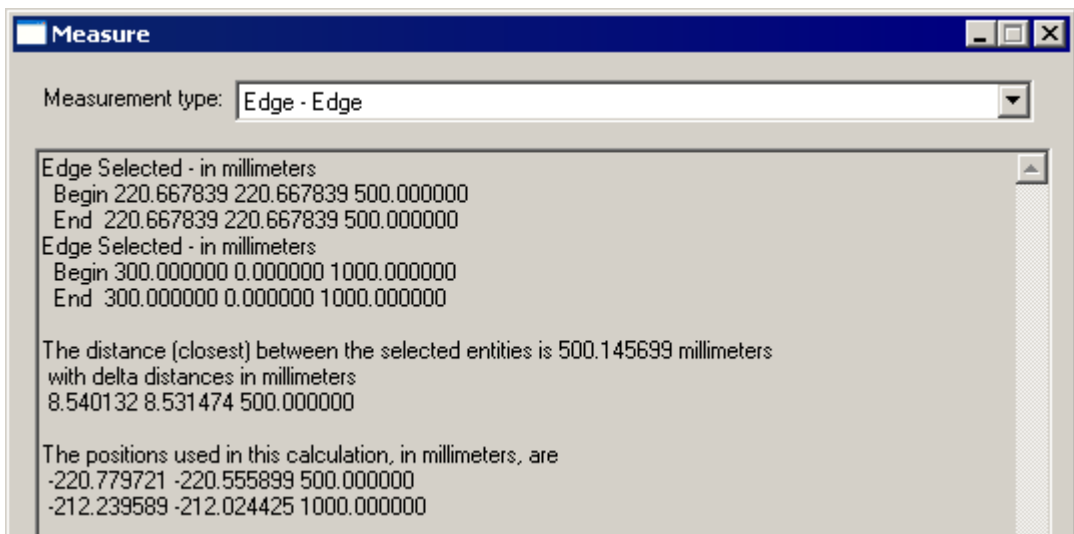 Measure
Measurement type: Edge - Edge
Edge Selected - in millimeters
Begin 220.667839 220.667839 500.000000
End 220.667839 220.667839 500.000000
Edge Selected - in millimeters
Begin 300.000000 0.000000 1000.000000
End 300.000000 0.000000 1000.000000
The distance (closest) between the selected entities is 500.145699 millimeters
with delta distances in millimeters
8.540132 8.531474 500.000000
The positions used in this calculation, in millimeters, are
-220.779721 -220.555899 500.000000
-212.239589 -212.024425 1000.000000